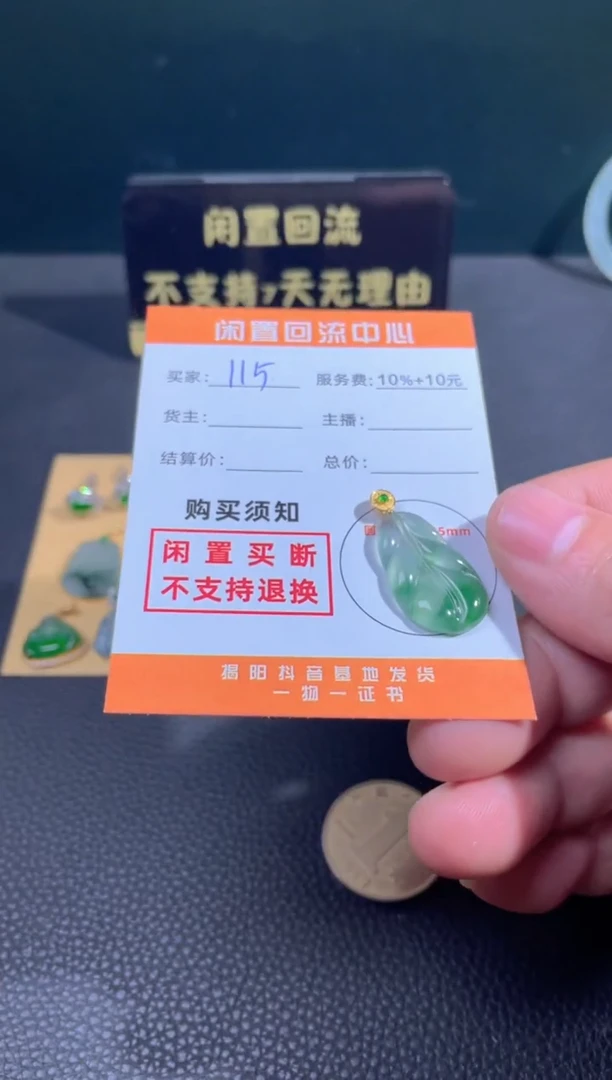 闲置回流
不支持7天无理由
闲置回流中心
买家: 115 服务费: 10%+10元
货主: 主播:
结算价: 总价:
购买须知
闲置买断
不支持退换
圆 5mm
揭阳抖音基地发货
一物一证书